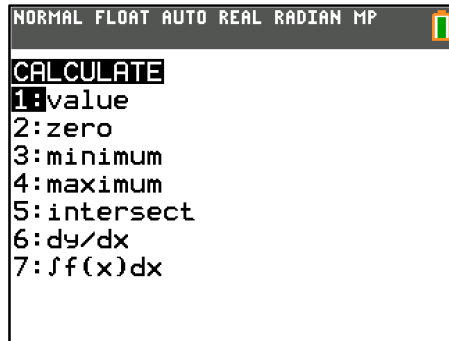 NORMAL FLOAT AUTO REAL RADIAN MP
CALCULATE
1:value
2:zero
3:minimum
4:maximum
5:intersect
6:dy/dx
7:∫f(x)dx